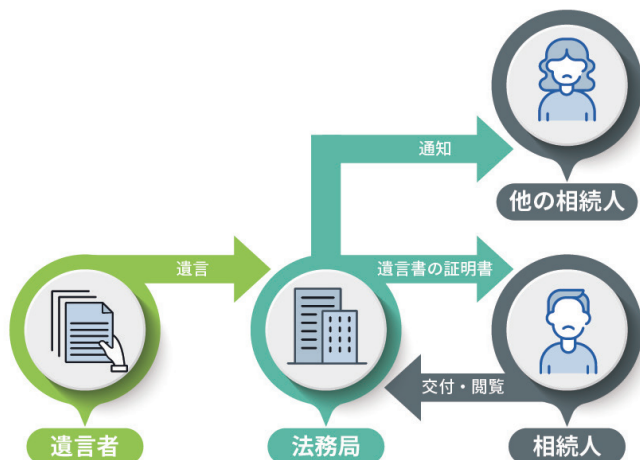 通知
他の相続人
遺言
遺言書の証明書
交付・閲覧
遺言者
法務局
相続人